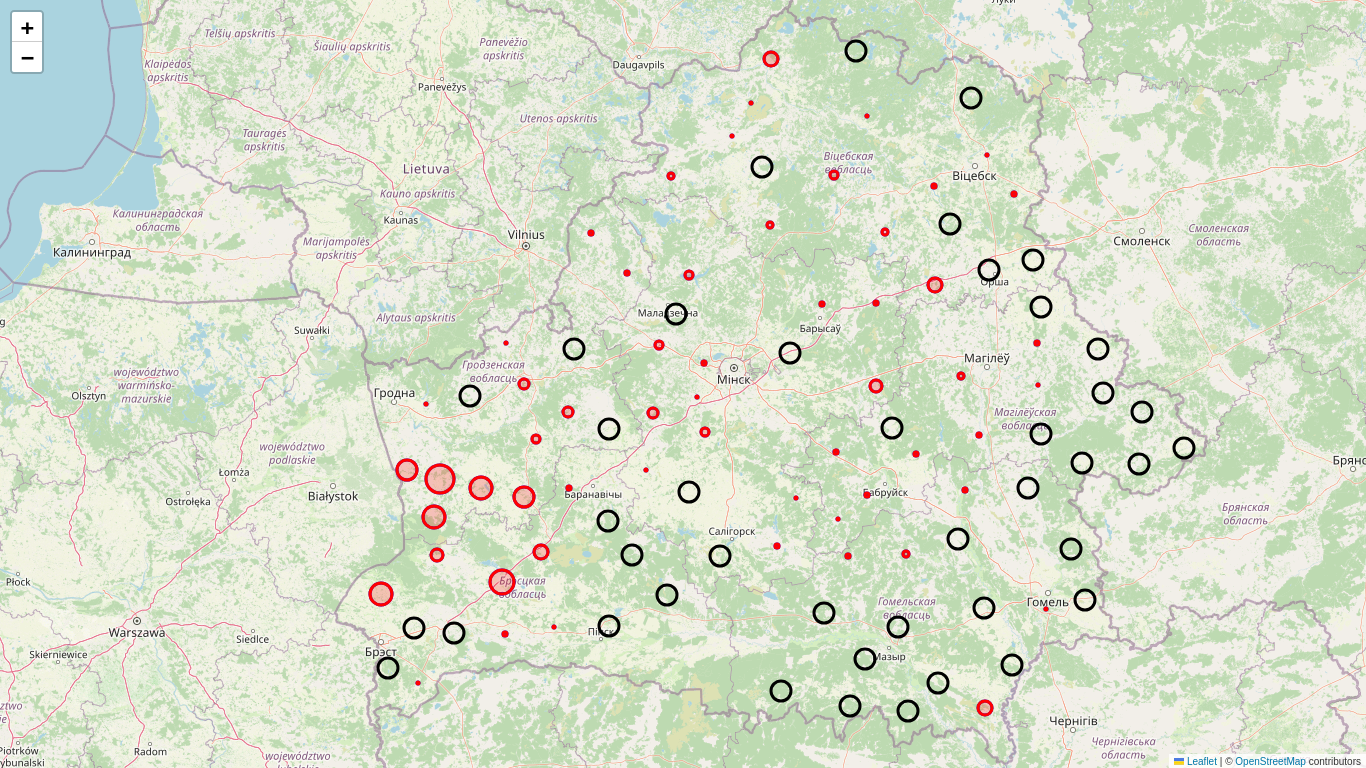 +
−
Telšių apskritis
Šiaulių apskritis
Panevėžio
apskritis
Klaipėdos
apskritis
Daugavpils
Panevėžys
Utenos apskritis
Tauragės
apskritis
Lietuva
Kauno apskritis
Калининградская
область
Kaunas
Marijampolės
apskritis
Vilnius
Калининград
Віцебская
вобласць
Віцебск
Смоленск
Смоленская
область
Орша
Маладзечна
Барысаў
Alytaus apskritis
Suwałki
województwo
warmińsko-
mazurskie
Olsztyn
Гродзенская
вобласць
Гродна
Мінск
Магілёў
Магілёўская
вобласць
województwo
podlaskie
Łomża
Ostrołęka
Białystok
Баранавічы
Бабруйск
Салігорск
Брянская
область
Брэсцкая
вобласць
Płock
Warszawa
Siedlce
Skierniewice
Брэст
Пінск
Гомельская
вобласць
Гомель
Мазыр
Чернігів
Чернігівська
область
Radom
województwo
Piotrków
Leaflet | © OpenStreetMap contributors